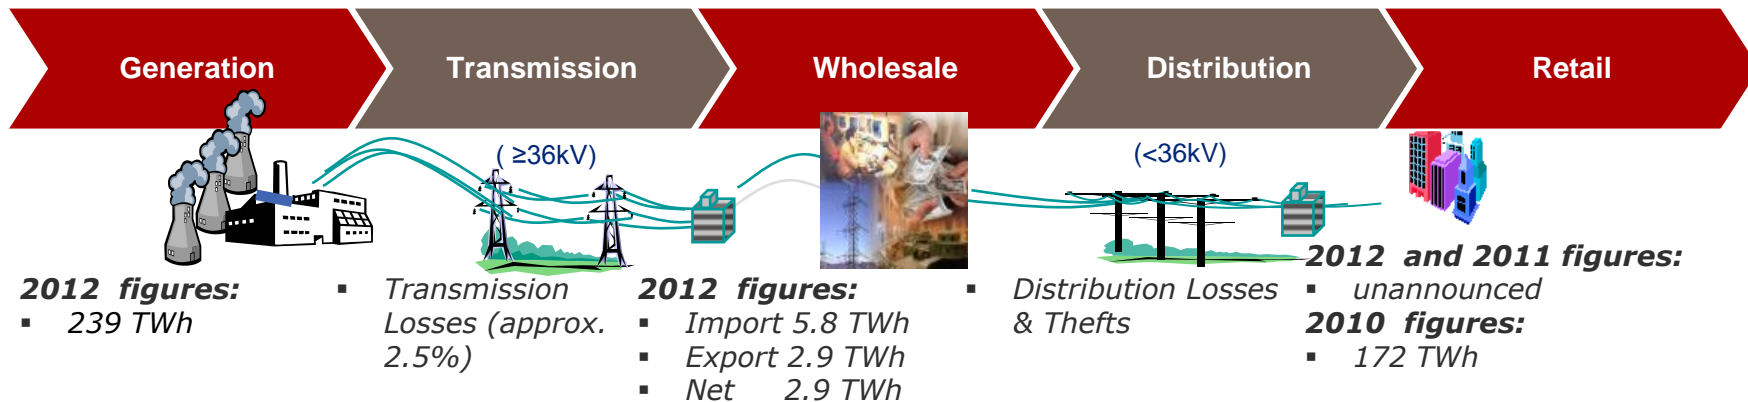 Generation
Transmission
Wholesale
Distribution
Retail
( ≥36kV)
(<36kV)
2012 figures:
▪ 239 TWh
▪ Transmission
Losses (approx.
2.5%)
2012 figures:
▪ Import 5.8 TWh
▪ Export 2.9 TWh
▪ Net 2.9 TWh
▪ Distribution Losses
& Thefts
2012 and 2011 figures:
▪ unannounced
2010 figures:
▪ 172 TWh